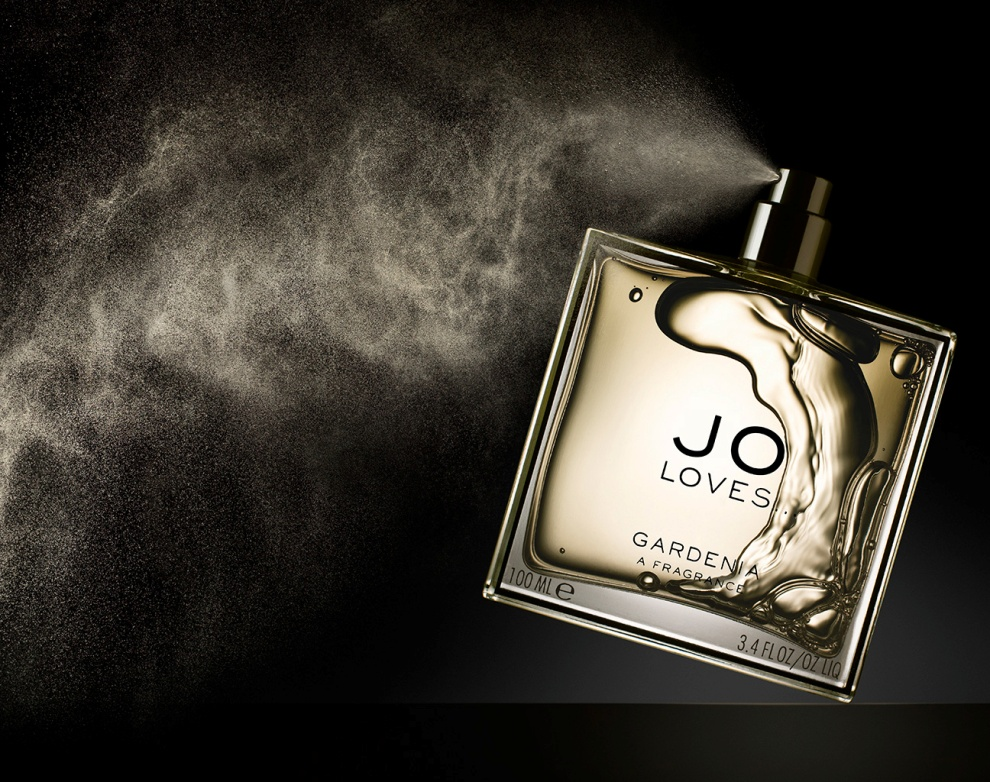 JO
LOVES...
GARDENIA
A FRAGRANCE
100 ML e
3.4 FL OZ/OZ LIQ